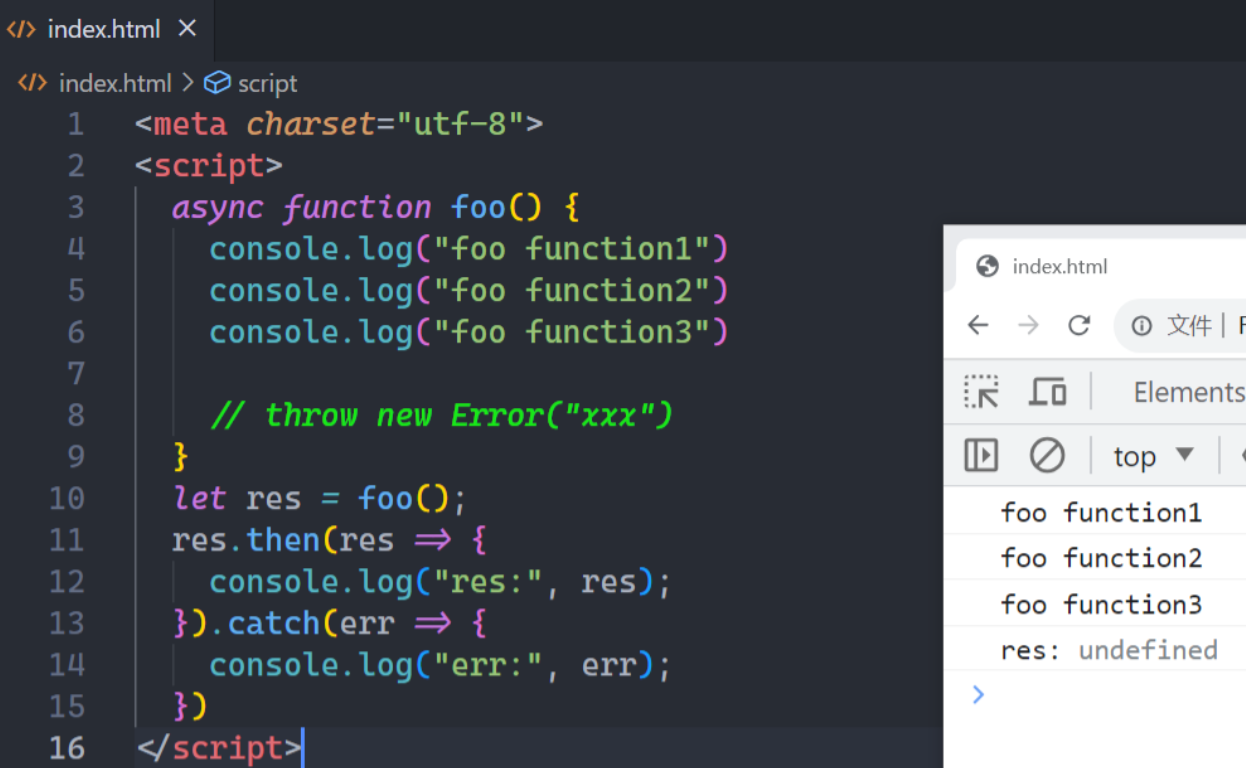 index.html
index.html > script
1 <meta charset="utf-8">
2 <script>
3 async function foo() {
4 console.log("foo function1")
5 console.log("foo function2")
6 console.log("foo function3")
7
8 // throw new Error("xxx")
9 }
10 let res = foo();
11 res.then(res => {
12 console.log("res:", res);
13 }).catch(err => {
14 console.log("err:", err);
15 })
16 </script>
index.html
文件 | F
Elements
top
foo function1
foo function2
foo function3
res: undefined
>